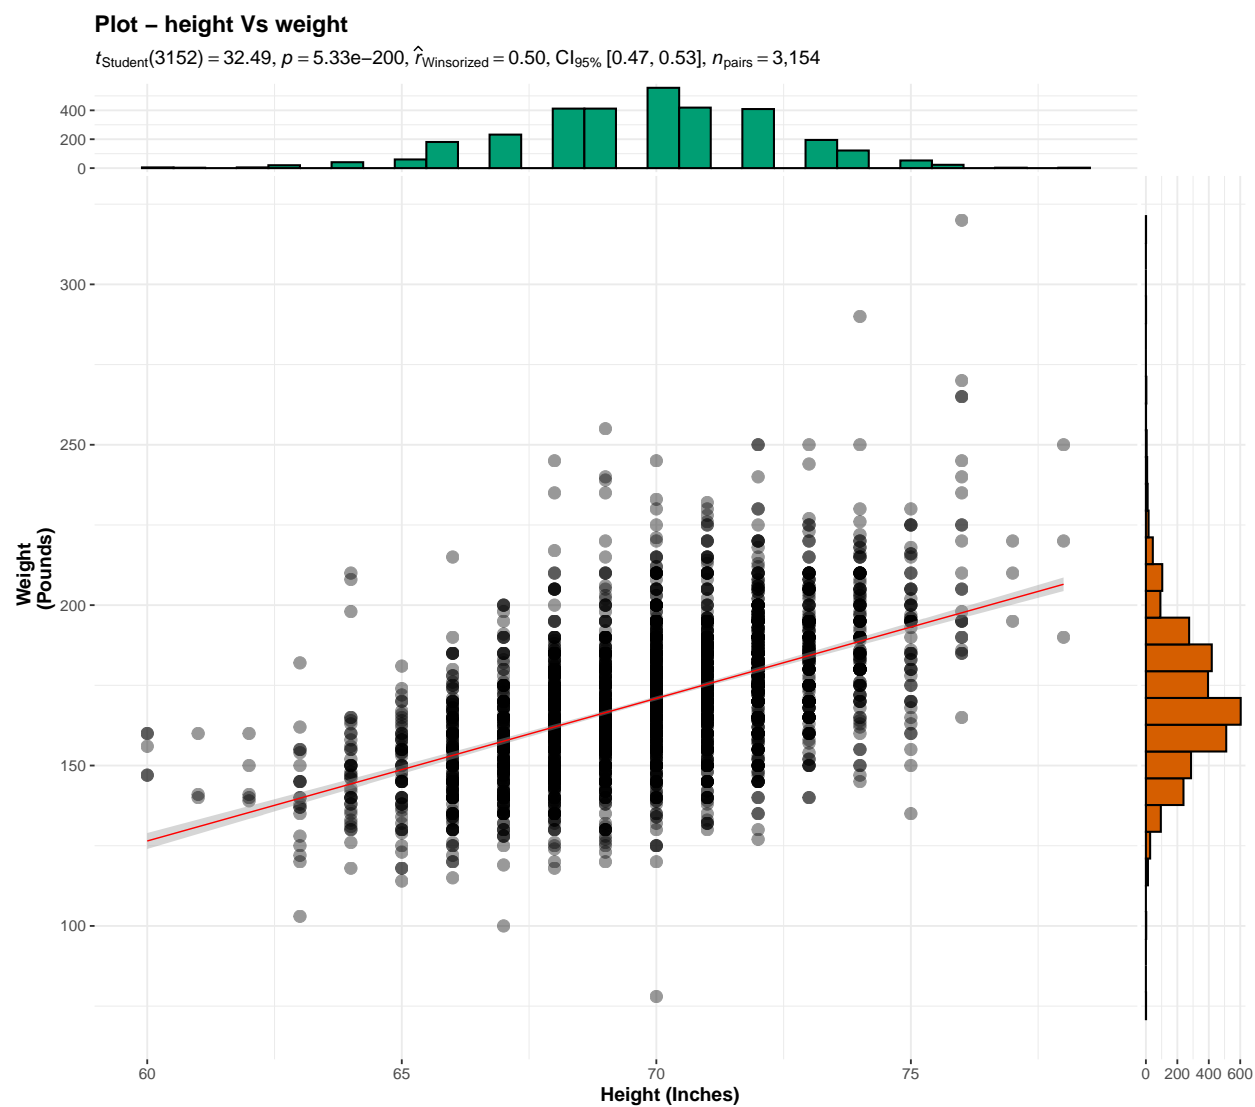 Plot − height Vs weight
t Student(3152) = 32.49, p = 5.33e−200, r̂ Winsorized = 0.50, CI95% [0.47, 0.53], n pairs = 3,154
400
200
0
300
250
200
150
100
Weight
(Pounds)
60 65 70 75
0 200 400 600
Height (Inches)